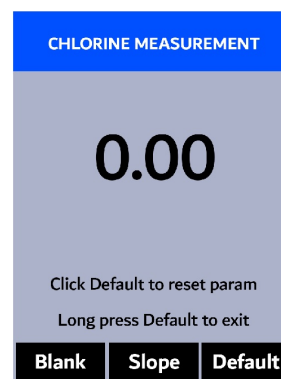 CHLORINE MEASUREMENT
0.00
Click Default to reset param
Long press Default to exit
Blank Slope Default